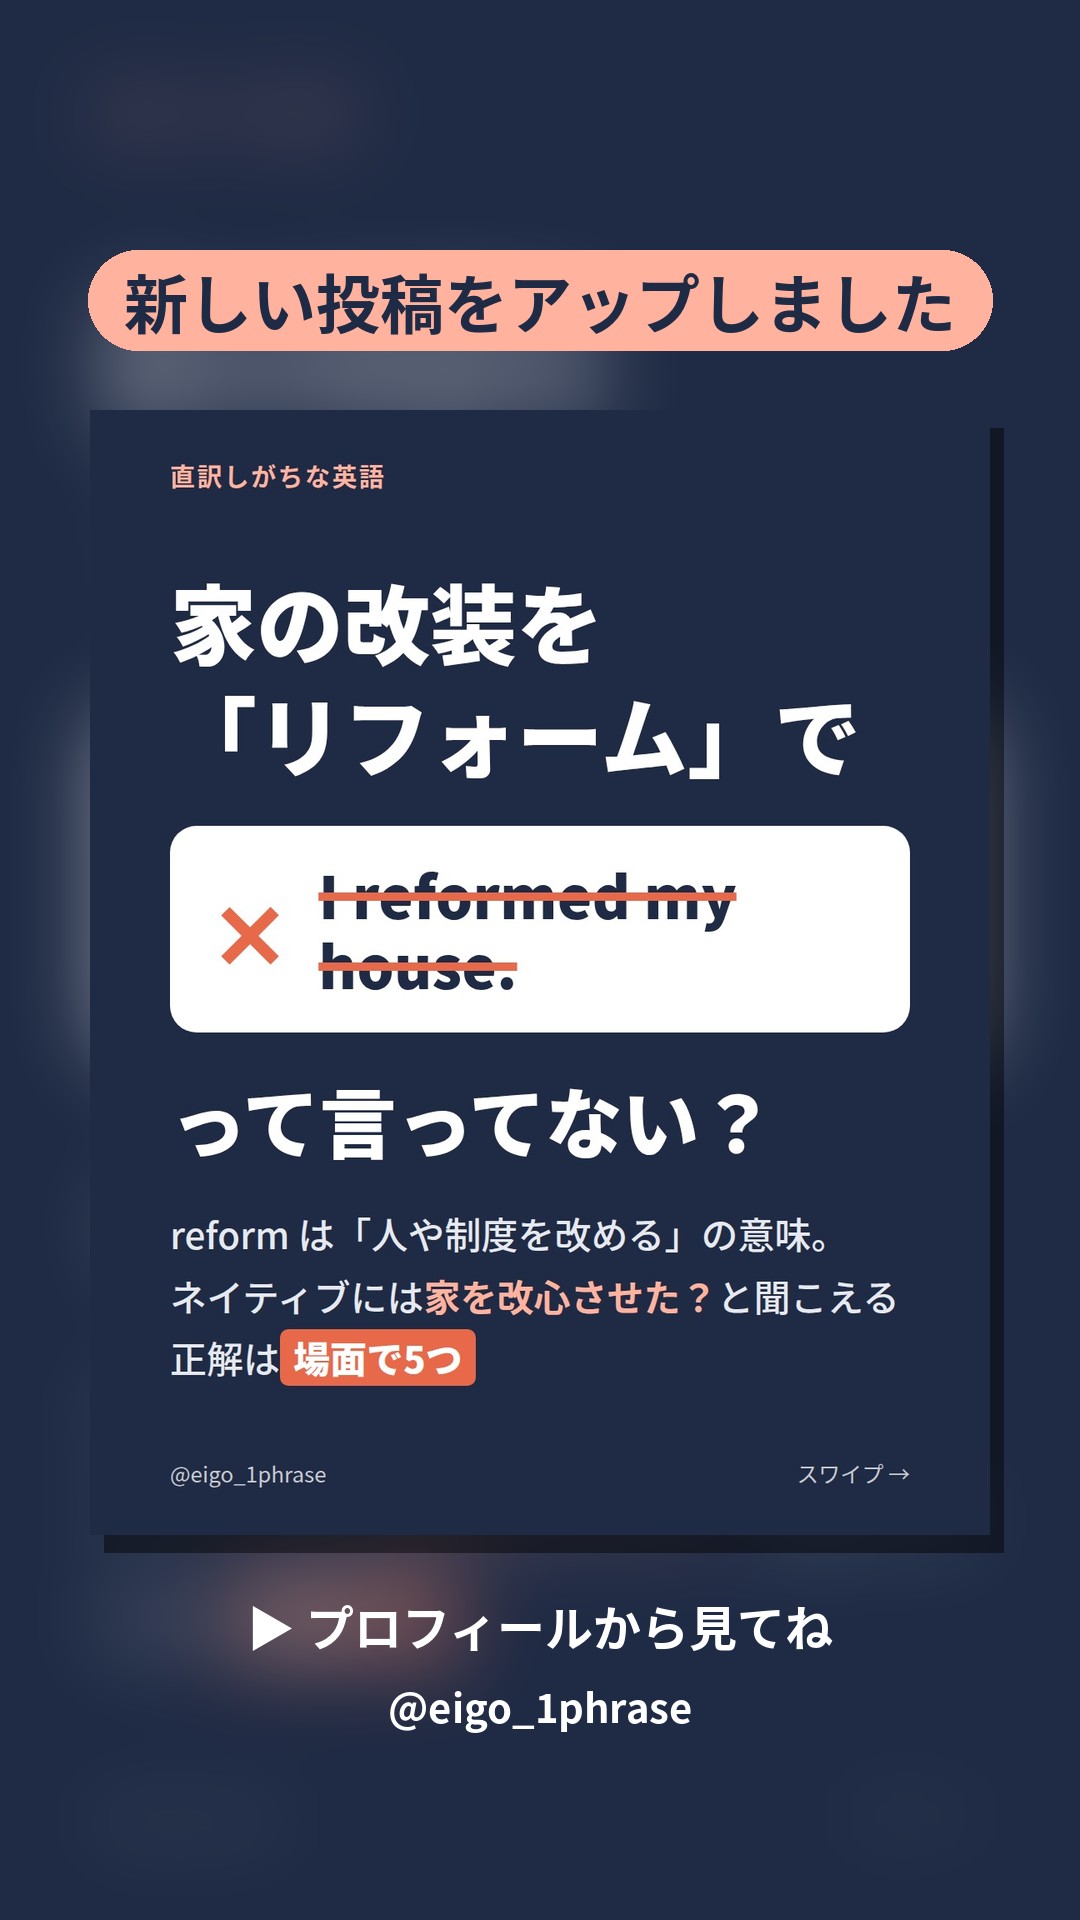 新しい投稿をアップしました
直訳しがちな英語
家の改装を
「リフォーム」で
× I reformed my
house.
って言ってない？
reform は「人や制度を改める」の意味。
ネイティブには家を改心させた？と聞こえる
正解は 場面で5つ
@eigo_1phrase
スワイプ →
▶ プロフィールから見てね
@eigo_1phrase